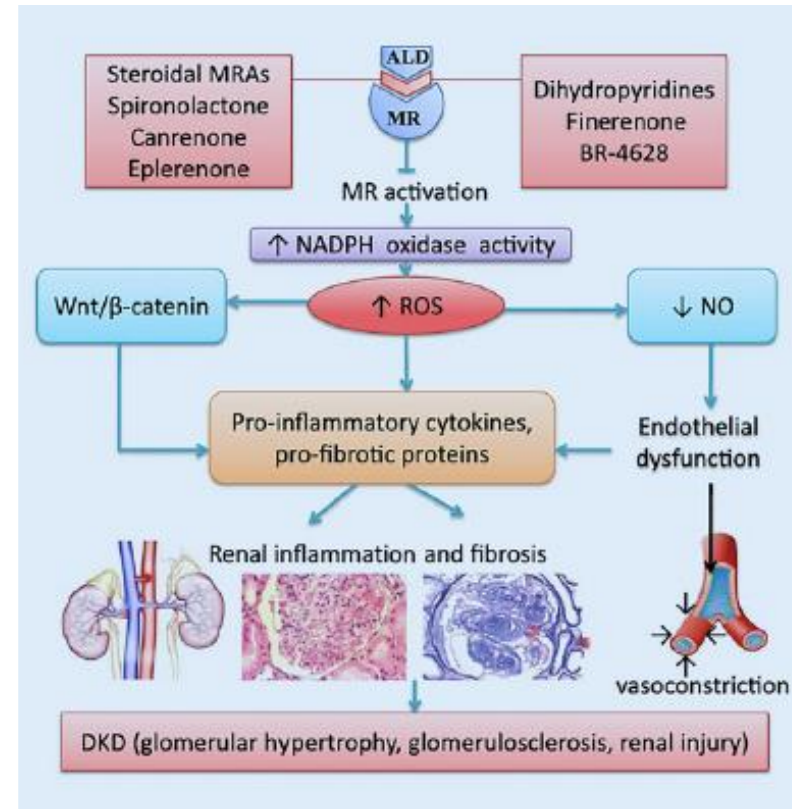 Steroidal MRAs
Spironolactone
Canrenone
Eplerenone
ALD
MR
Dihydropyridines
Finerenone
BR-4628
MR activation
↑ NADPH oxidase activity
Wnt/β-catenin
↑ ROS
↓ NO
Pro-inflammatory cytokines,
pro-fibrotic proteins
Endothelial
dysfunction
Renal inflammation and fibrosis
vasoconstriction
DKD (glomerular hypertrophy, glomerulosclerosis, renal injury)